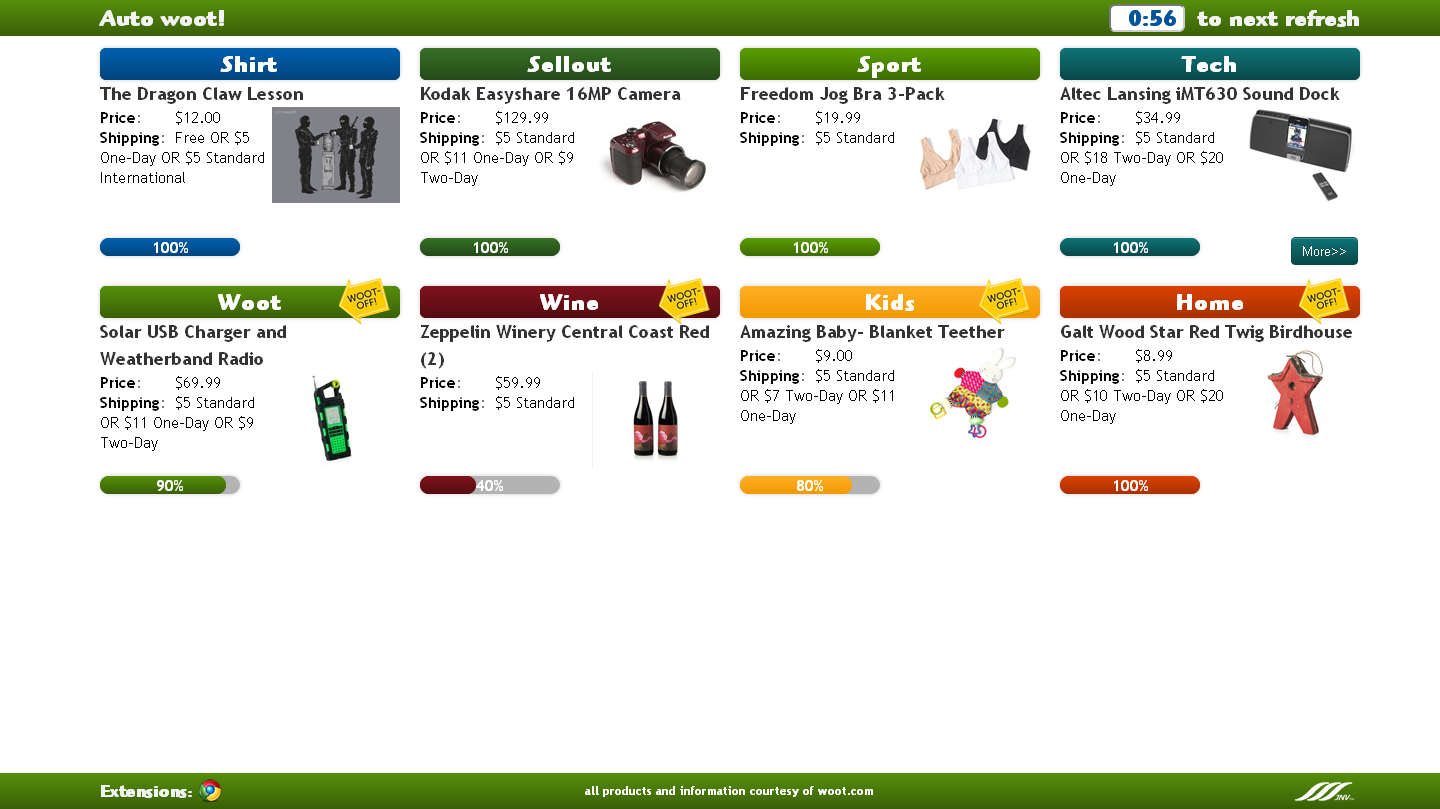 Auto woot!
0:56 to next refresh
Shirt
The Dragon Claw Lesson
Price: $12.00
Shipping: Free OR $5
One-Day OR $5 Standard
International
100%
Sellout
Kodak Easyshare 16MP Camera
Price: $129.99
Shipping: $5 Standard
OR $11 One-Day OR $9
Two-Day
100%
Sport
Freedom Jog Bra 3-Pack
Price: $19.99
Shipping: $5 Standard
100%
Tech
Altec Lansing iMT630 Sound Dock
Price: $34.99
Shipping: $5 Standard
OR $18 Two-Day OR $20
One-Day
100%
More>>
Woot
WOOT-
OFF!
Solar USB Charger and
Weatherband Radio
Price: $69.99
Shipping: $5 Standard
OR $11 One-Day OR $9
Two-Day
90%
Wine
WOOT-
OFF!
Zeppelin Winery Central Coast Red
(2)
Price: $59.99
Shipping: $5 Standard
40%
Kids
WOOT-
OFF!
Amazing Baby- Blanket Teether
Price: $9.00
Shipping: $5 Standard
OR $7 Two-Day OR $11
One-Day
80%
Home
WOOT-
OFF!
Galt Wood Star Red Twig Birdhouse
Price: $8.99
Shipping: $5 Standard
OR $10 Two-Day OR $20
One-Day
100%
Extensions:
all products and information courtesy of woot.com
JNV